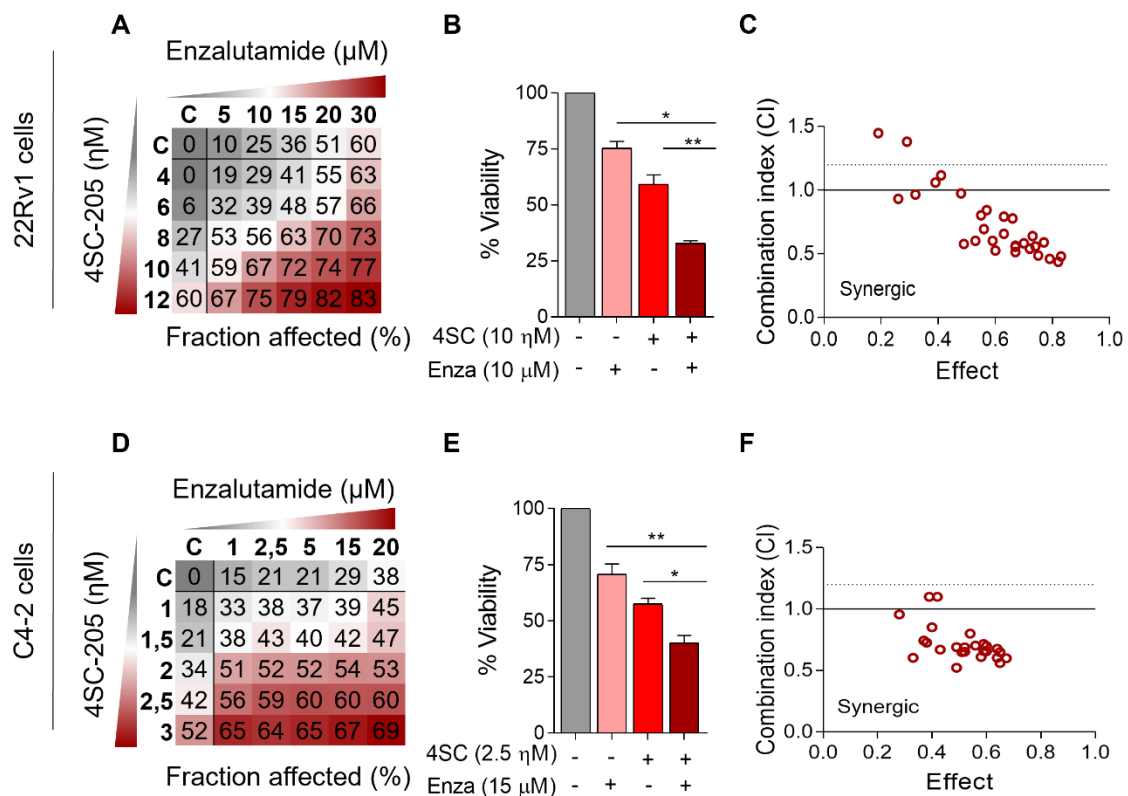 A
B
C
22Rv1 cells
Enzalutamide (µM)
4SC-205 (ηM)
C 5 10 15 20 30
C 0 10 25 36 51 60
4 0 19 29 41 55 63
6 6 32 39 48 57 66
8 27 53 56 63 70 73
10 41 59 67 72 74 77
12 60 67 75 79 82 83
Fraction affected (%)
% Viability
100
75
50
25
0
*
**
4SC (10 ηM) - - + +
Enza (10 µM) - + - +
Combination index (CI)
1.5
1.0
0.5
0.0
Synergic
0.0 0.2 0.4 0.6 0.8 1.0
Effect
D
E
F
C4-2 cells
Enzalutamide (µM)
4SC-205 (ηM)
C 1 2,5 5 15 20
C 0 15 21 21 29 38
1 18 33 38 37 39 45
1,5 21 38 43 40 42 47
2 34 51 52 52 54 53
2,5 42 56 59 60 60 60
3 52 65 64 65 67 69
Fraction affected (%)
% Viability
100
75
50
25
0
**
*
4SC (2.5 ηM) - - + +
Enza (15 µM) - + - +
Combination index (CI)
1.5
1.0
0.5
0.0
Synergic
0.0 0.2 0.4 0.6 0.8 1.0
Effect